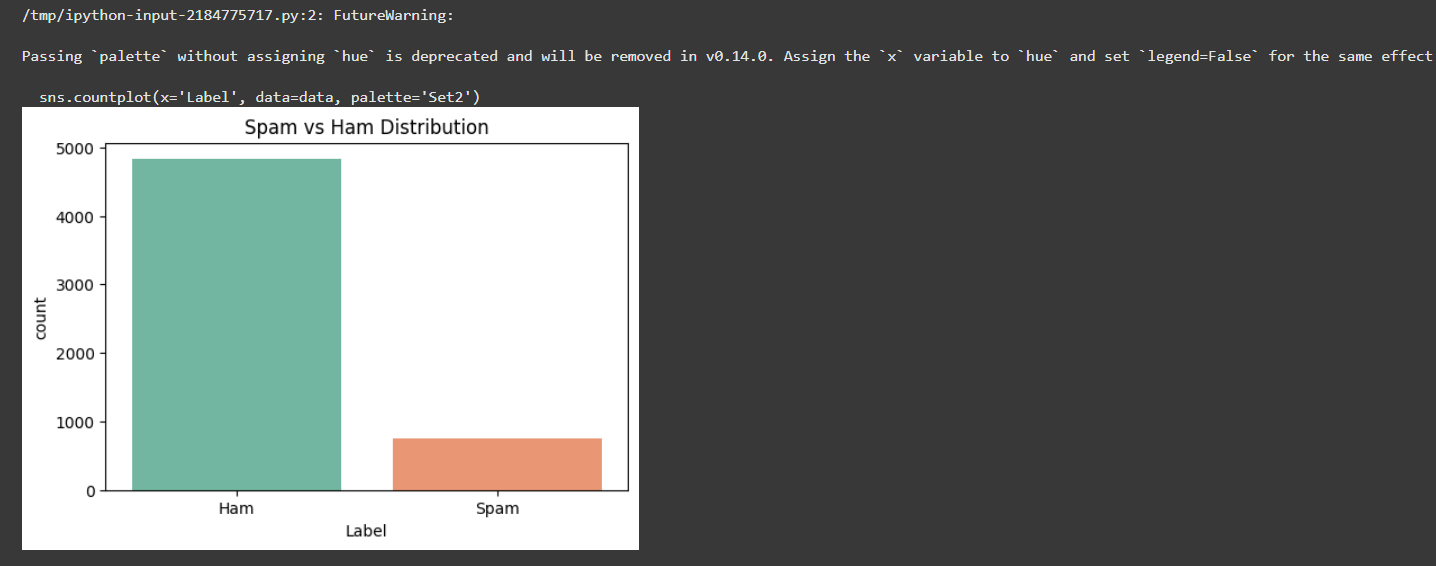 /tmp/ipython-input-2184775717.py:2: FutureWarning:
Passing `palette` without assigning `hue` is deprecated and will be removed in v0.14.0. Assign the `x` variable to `hue` and set `legend=False` for the same effect
sns.countplot(x='Label', data=data, palette='Set2')
Spam vs Ham Distribution
5000
4000
3000
2000
1000
0
count
Ham
Spam
Label